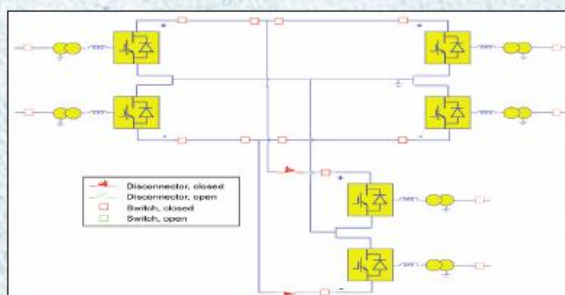 Disconnector, closed
Disconnector, open
Switch, closed
Switch, open